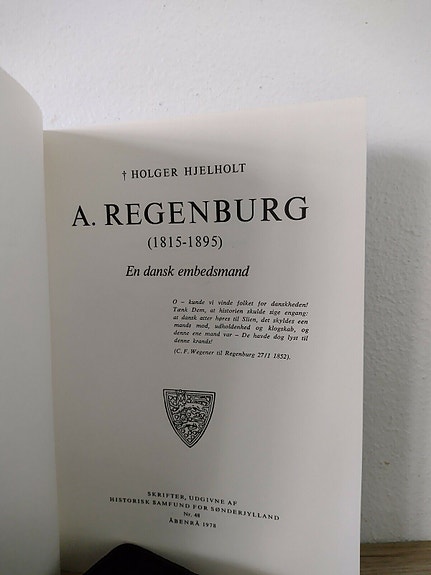 † HOLGER HJELHOLT
A. REGENBURG
(1815-1895)
En dansk embedsmand
O – kunde vi vinde folket for danskheden!
Tænk Dem, at historien skulde sige engang:
at dansk atter høres til Slien, det skyldes een
mands mod, udholdenhed og klogskab, og
denne ene mand var – De havde dog lyst til
denne krands!
(C. F. Wegener til Regenburg 27/1 1852).
SKRIFTER, UDGIVNE AF
HISTORISK SAMFUND FOR SØNDERJYLLAND
Nr. 48
ÅBENRÅ 1978